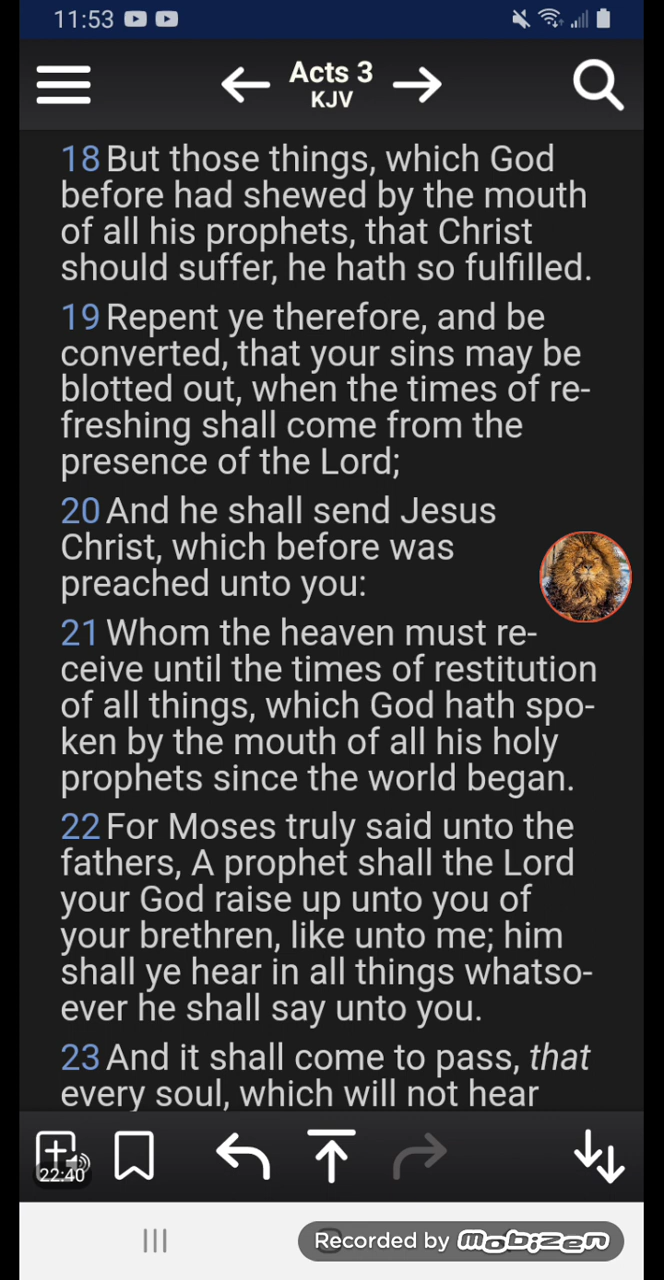 11:53
Acts 3
KJV
18 But those things, which God
before had shewed by the mouth
of all his prophets, that Christ
should suffer, he hath so fulfilled.
19 Repent ye therefore, and be
converted, that your sins may be
blotted out, when the times of re-
freshing shall come from the
presence of the Lord;
20 And he shall send Jesus
Christ, which before was
preached unto you:
21 Whom the heaven must re-
ceive until the times of restitution
of all things, which God hath spo-
ken by the mouth of all his holy
prophets since the world began.
22 For Moses truly said unto the
fathers, A prophet shall the Lord
your God raise up unto you of
your brethren, like unto me; him
shall ye hear in all things whatso-
ever he shall say unto you.
23 And it shall come to pass, that
every soul, which will not hear
22:40
Recorded by mobizen